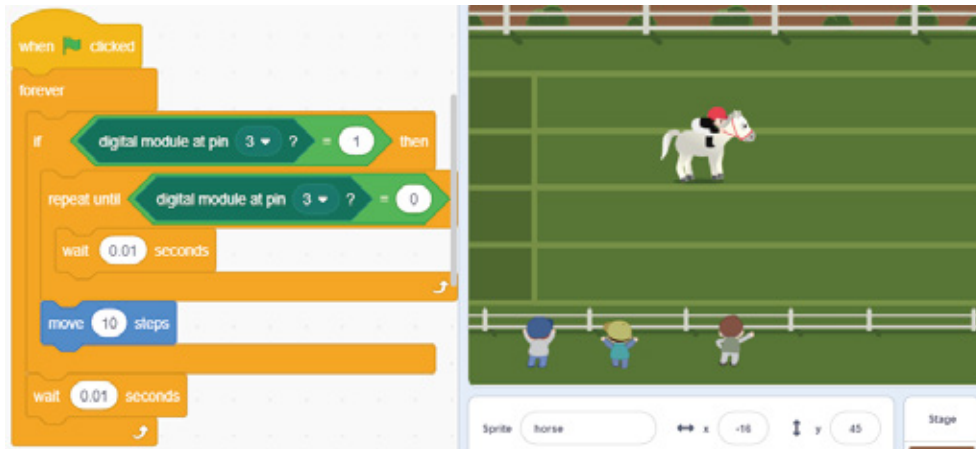 when clicked
forever
if digital module at pin 3 ? = 1 then
repeat until digital module at pin 3 ? = 0
wait 0.01 seconds
move 10 steps
wait 0.01 seconds
Sprite horse x -16 y 45 Stage